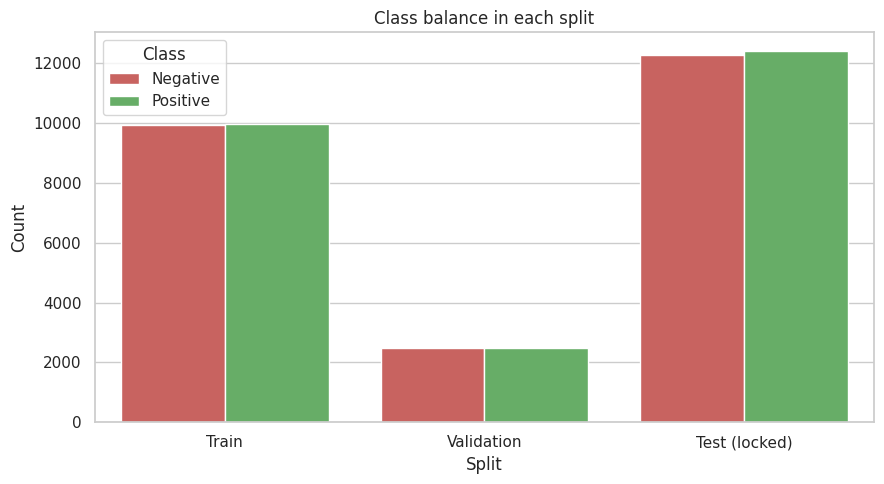 Class balance in each split
Class
Negative
Positive
12000
10000
8000
6000
4000
2000
0
Count
Train
Validation
Test (locked)
Split